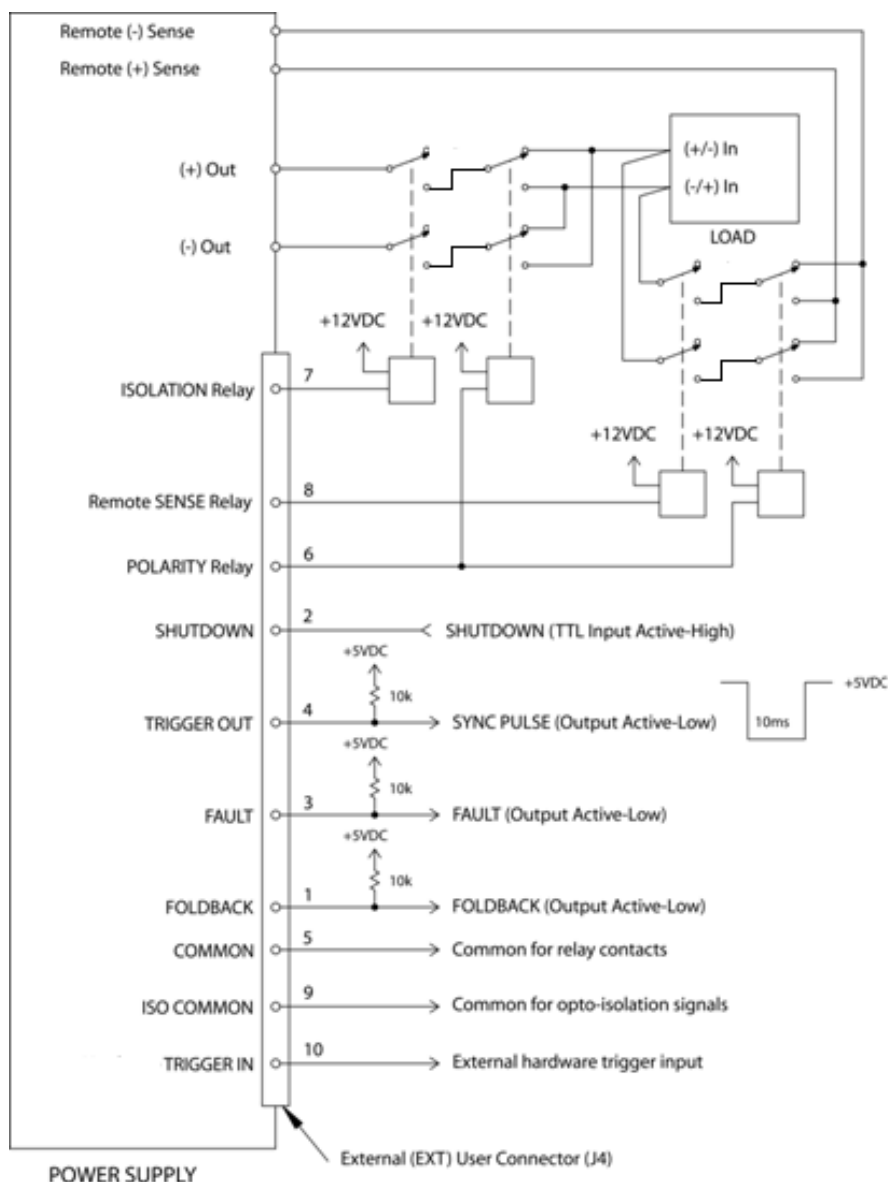 Remote (-) Sense
Remote (+) Sense
(+) Out
(-) Out
(+/-) In
(-/+) In
LOAD
+12VDC +12VDC
ISOLATION Relay 7
+12VDC +12VDC
Remote SENSE Relay 8
POLARITY Relay 6
SHUTDOWN 2 SHUTDOWN (TTL Input Active-High)
+5VDC
10k
TRIGGER OUT 4 SYNC PULSE (Output Active-Low) 10ms +5VDC
+5VDC
10k
FAULT 3 FAULT (Output Active-Low)
+5VDC
10k
FOLDBACK 1 FOLDBACK (Output Active-Low)
COMMON 5 Common for relay contacts
ISO COMMON 9 Common for opto-isolation signals
TRIGGER IN 10 External hardware trigger input
External (EXT) User Connector (J4)
POWER SUPPLY